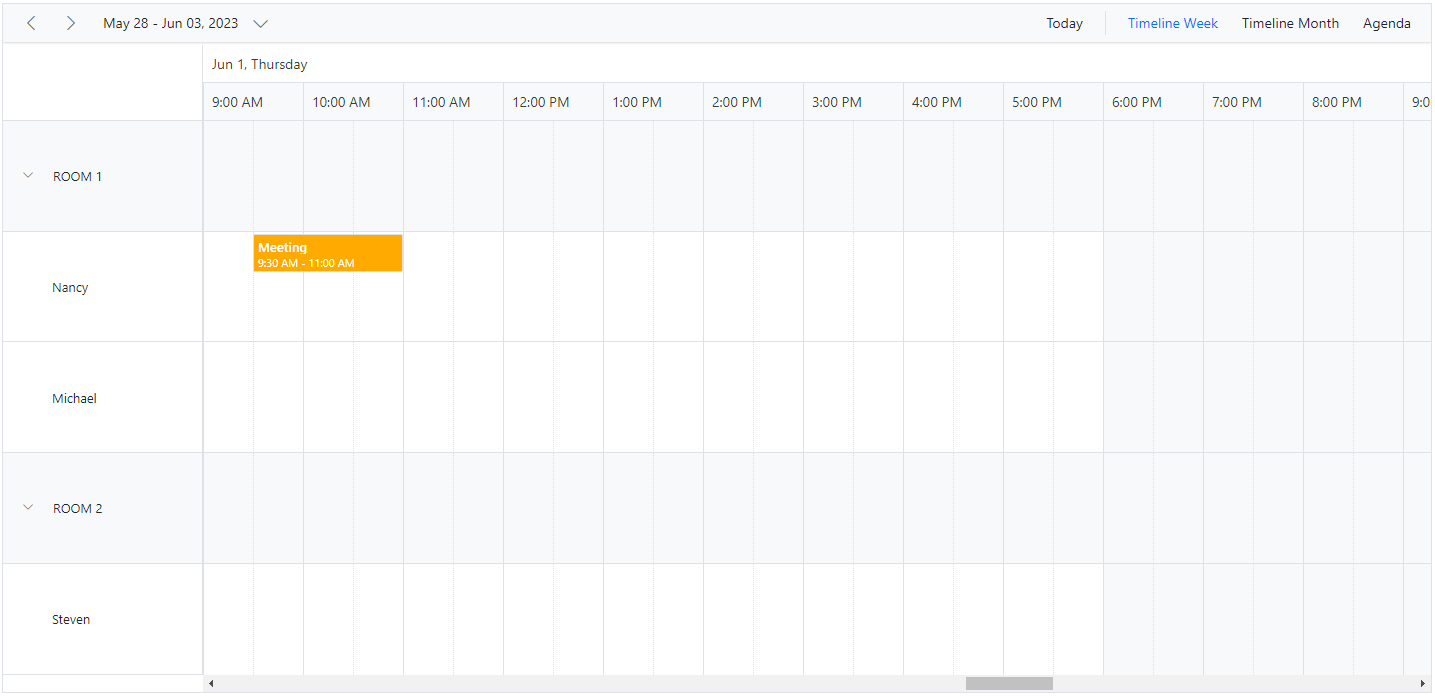 May 28 - Jun 03, 2023 Today Timeline Week Timeline Month Agenda
Jun 1, Thursday
9:00 AM 10:00 AM 11:00 AM 12:00 PM 1:00 PM 2:00 PM 3:00 PM 4:00 PM 5:00 PM 6:00 PM 7:00 PM 8:00 PM 9:0
ROOM 1
Meeting
9:30 AM - 11:00 AM
Nancy
Michael
ROOM 2
Steven